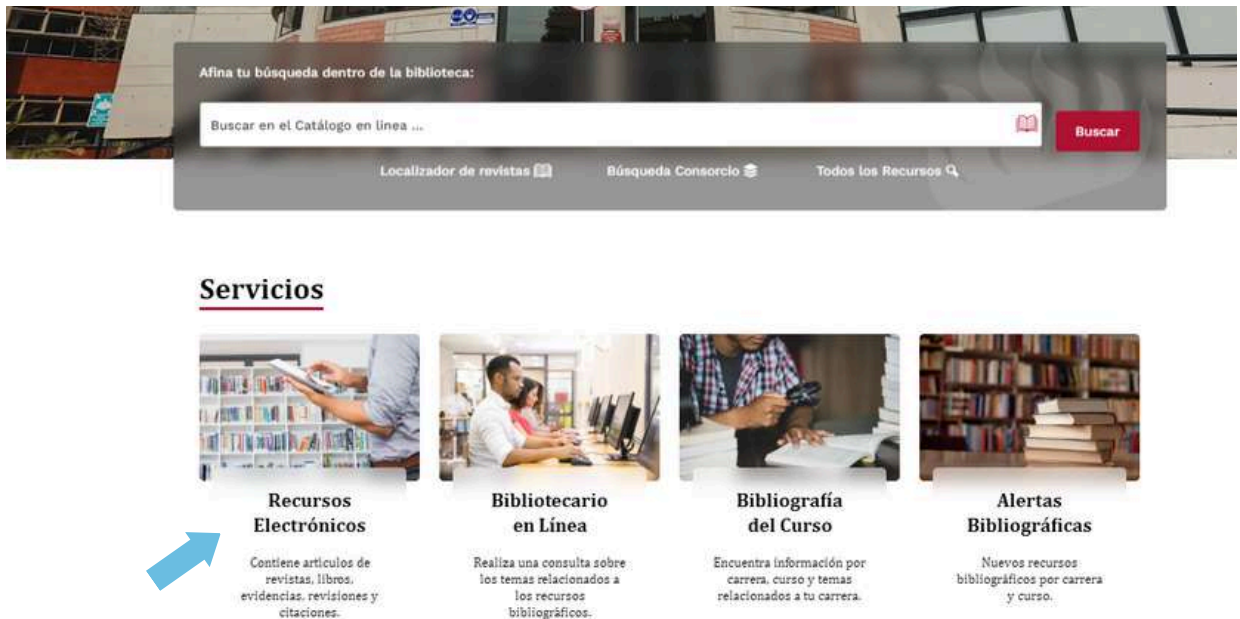 Afina tu búsqueda dentro de la biblioteca:
Buscar en el Catálogo en linea ...
Buscar
Localizador de revistas
Búsqueda Consorcio
Todos los Recursos
Servicios
Recursos
Electrónicos
Contiene artículos de
revistas, libros,
evidencias, revisiones y
citaciones.
Bibliotecario
en Línea
Realiza una consulta sobre
los temas relacionados a
los recursos
bibliográficos.
Bibliografía
del Curso
Encuentra información por
carrera, curso y temas
relacionados a tu carrera.
Alertas
Bibliográficas
Nuevos recursos
bibliográficos por carrera
y curso.